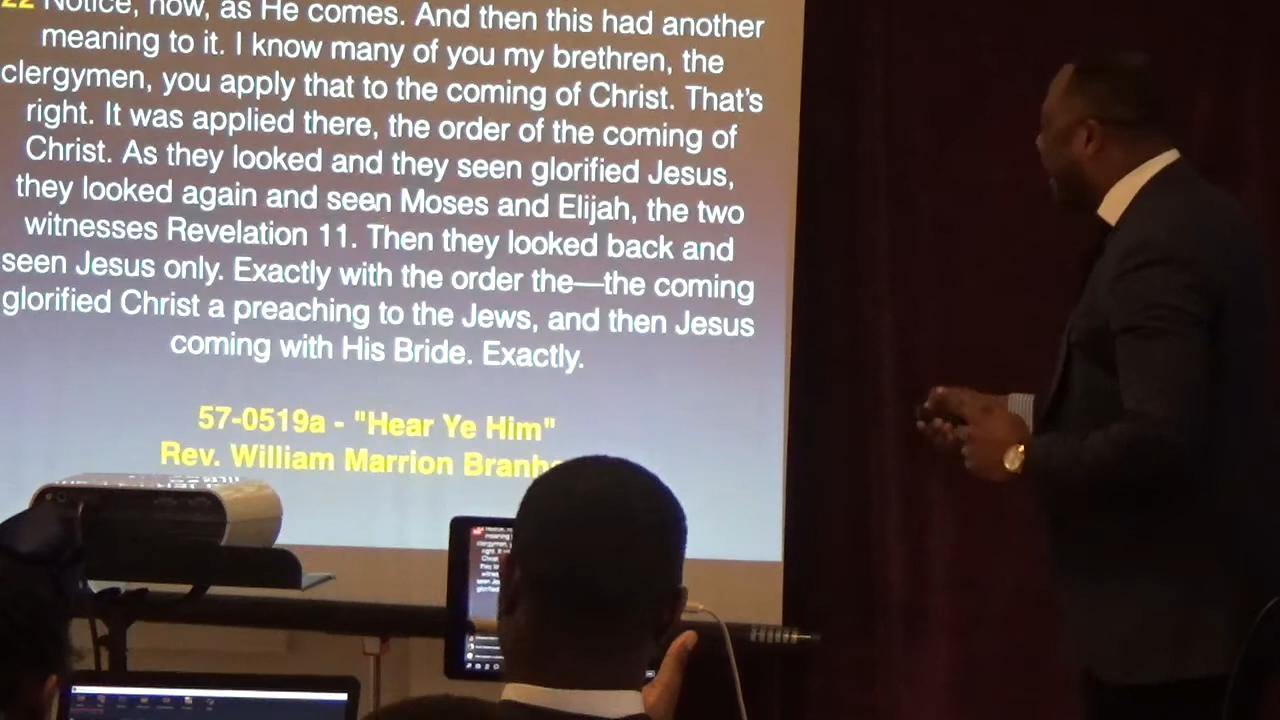 22 Notice, now, as He comes. And then this had another
meaning to it. I know many of you my brethren, the
clergymen, you apply that to the coming of Christ. That's
right. It was applied there, the order of the coming of
Christ. As they looked and they seen glorified Jesus,
they looked again and seen Moses and Elijah, the two
witnesses Revelation 11. Then they looked back and
seen Jesus only. Exactly with the order the—the coming
glorified Christ a preaching to the Jews, and then Jesus
coming with His Bride. Exactly.
57-0519a - "Hear Ye Him"
Rev. William Marrion Branh